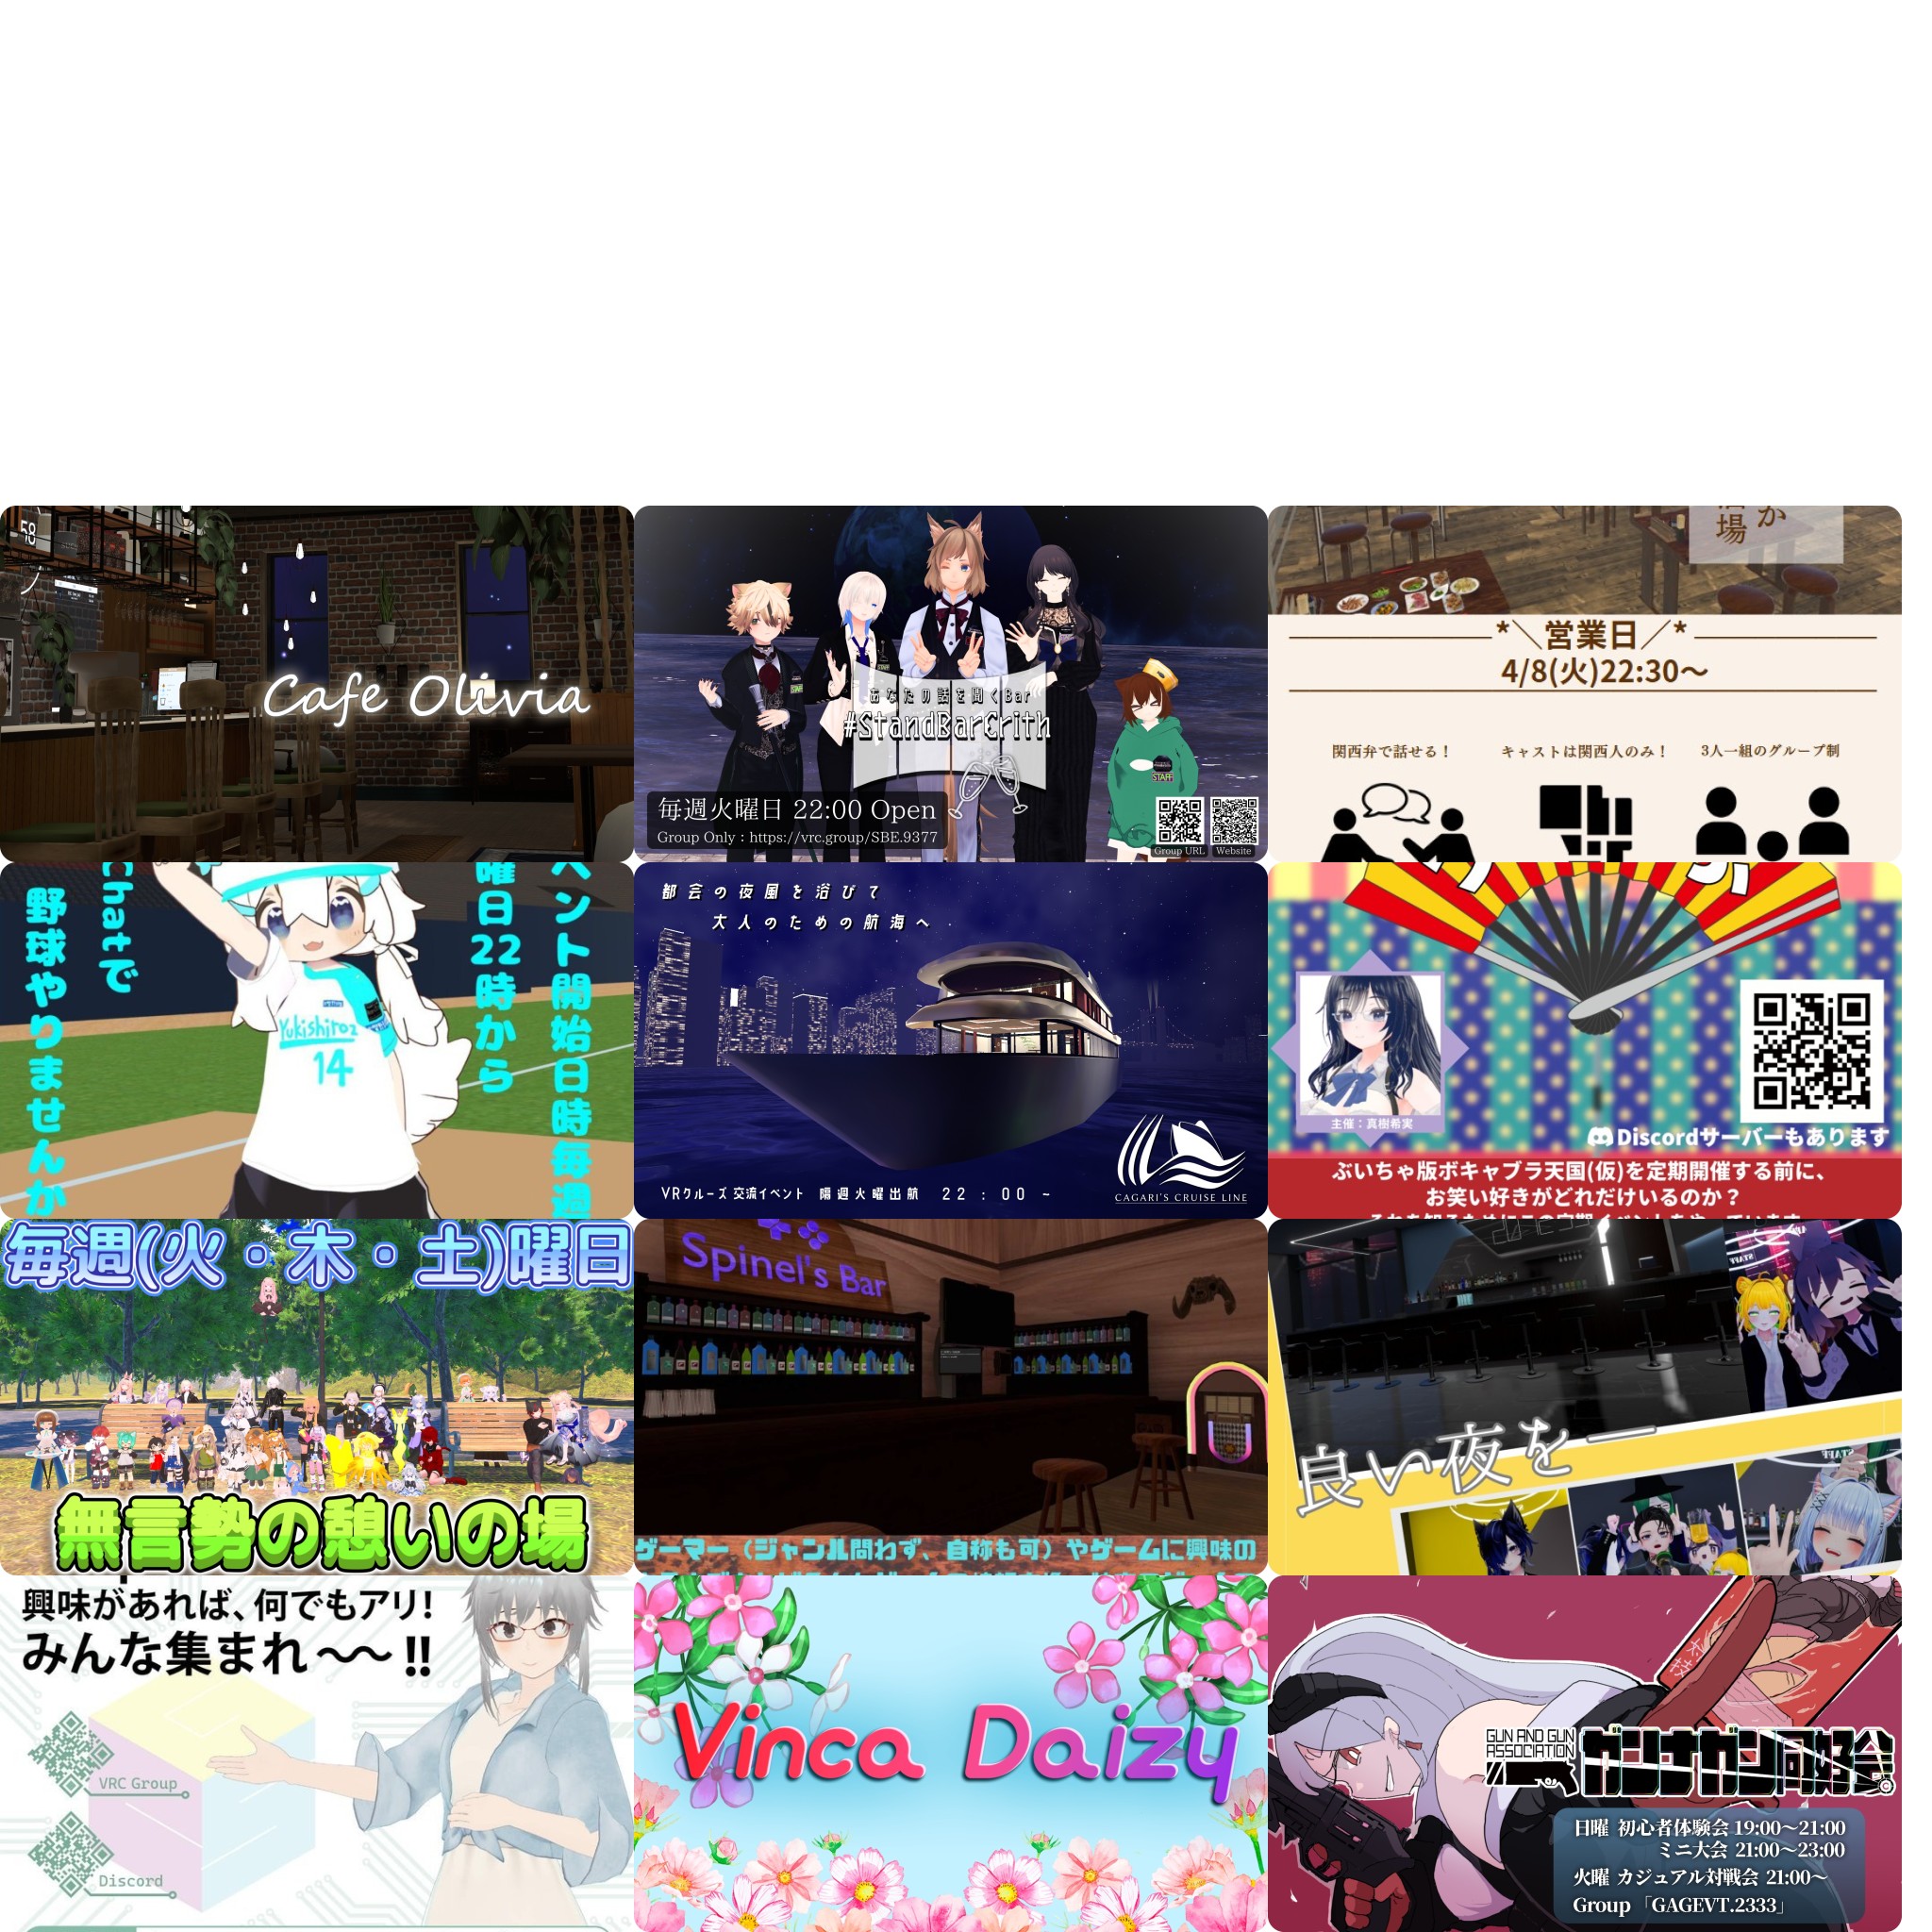 58
Cafe Olivia
あなたの話を聞くBar
#StandBarErith
STAFF
STAFF
STAFF
毎週火曜日 22:00 Open
Group Only : https://vrc.group/SBE.9377
Group URL
Website
か
酒場
*＼営業日／*
4/8(火)22:30〜
関西弁で話せる！
キャストは関西人のみ！
3人一組のグループ制
ベント開始日時毎週
曜日22時から
Chatで
野球やりませんか
Yukishiroz
14
都会の夜風を浴びて
大人のための航海へ
VRクルーズ交流イベント 隔週火曜出航 22：00 ~
CAGARI'S CRUISE LINE
主催：真樹希実
Discordサーバーもあります
ぶいちゃ版ボキャブラ天国(仮)を定期開催する前に、
お笑い好きがどれだけいるのか？
毎週(火・木・土)曜日
無言勢の憩いの場
Spinel's Bar
ゲーマー（ジャンル問わず、自称も可）やゲームに興味の
STAFF
STAFF
良い夜を—
興味があれば、何でもアリ!
みんな集まれ〜〜!!
VRC Group
Discord
Vinca Daizy
GUN AND GUN
ASSOCIATION
ガンナガン同好会
日曜 初心者体験会 19:00〜21:00
ミニ大会 21:00〜23:00
火曜 カジュアル対戦会 21:00〜
Group「GAGEVT.2333」